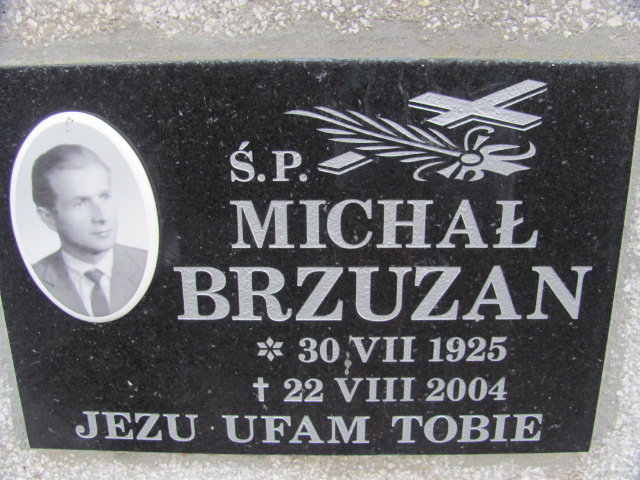 Ś.P.
MICHAŁ
BRZUZAN
* 30 VII 1925
† 22 VIII 2004
JEZU UFAM TOBIE